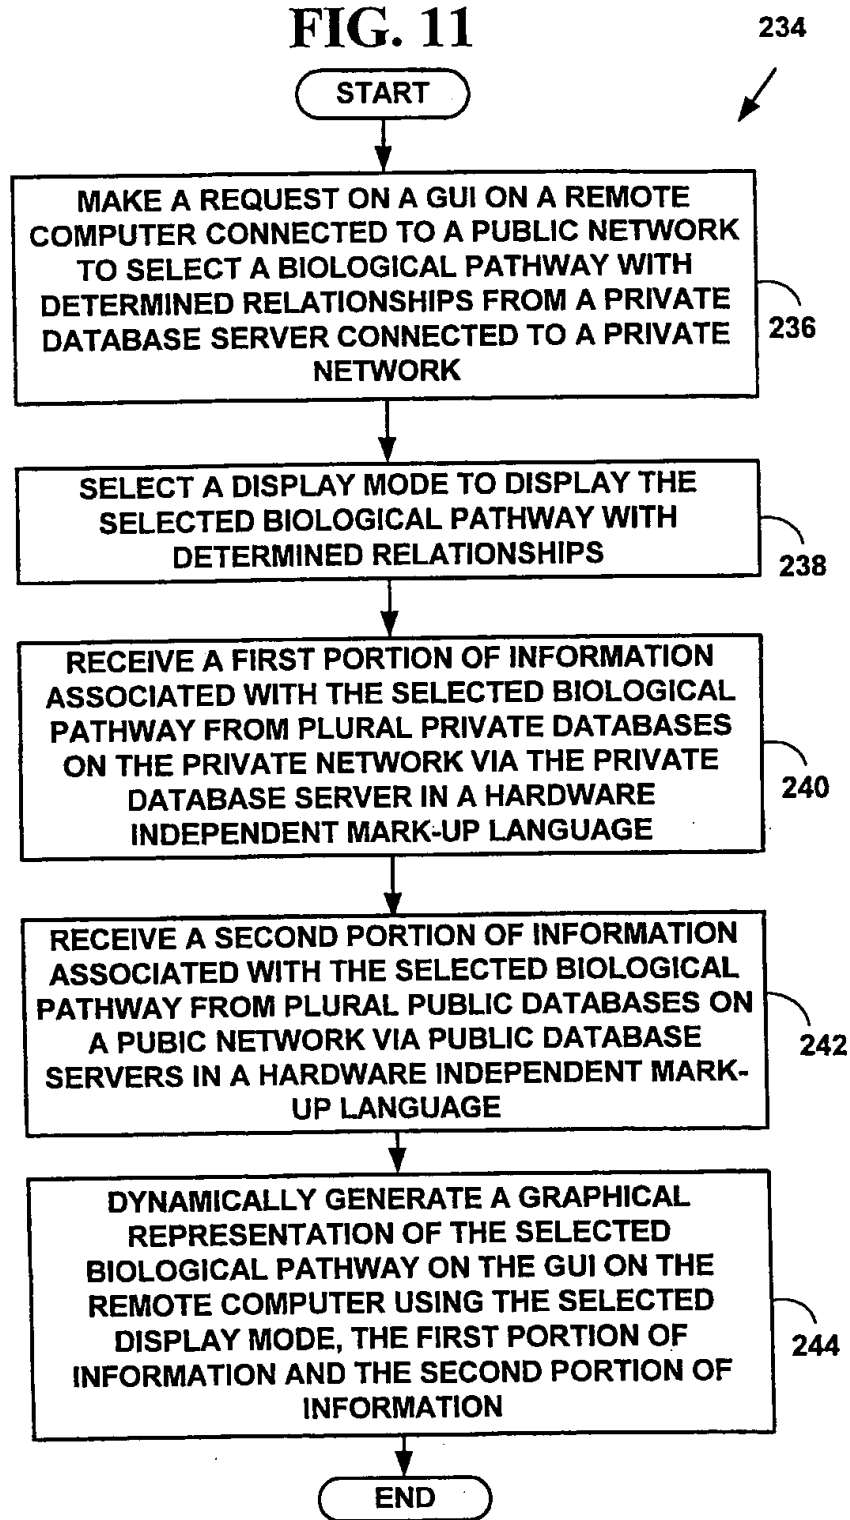 FIG. 11
234
START
MAKE A REQUEST ON A GUI ON A REMOTE
COMPUTER CONNECTED TO A PUBLIC NETWORK
TO SELECT A BIOLOGICAL PATHWAY WITH
DETERMINED RELATIONSHIPS FROM A PRIVATE
DATABASE SERVER CONNECTED TO A PRIVATE
NETWORK
236
SELECT A DISPLAY MODE TO DISPLAY THE
SELECTED BIOLOGICAL PATHWAY WITH
DETERMINED RELATIONSHIPS
238
RECEIVE A FIRST PORTION OF INFORMATION
ASSOCIATED WITH THE SELECTED BIOLOGICAL
PATHWAY FROM PLURAL PRIVATE DATABASES
ON THE PRIVATE NETWORK VIA THE PRIVATE
DATABASE SERVER IN A HARDWARE
INDEPENDENT MARK-UP LANGUAGE
240
RECEIVE A SECOND PORTION OF INFORMATION
ASSOCIATED WITH THE SELECTED BIOLOGICAL
PATHWAY FROM PLURAL PUBLIC DATABASES ON
A PUBIC NETWORK VIA PUBLIC DATABASE
SERVERS IN A HARDWARE INDEPENDENT MARK-
UP LANGUAGE
242
DYNAMICALLY GENERATE A GRAPHICAL
REPRESENTATION OF THE SELECTED
BIOLOGICAL PATHWAY ON THE GUI ON THE
REMOTE COMPUTER USING THE SELECTED
DISPLAY MODE, THE FIRST PORTION OF
INFORMATION AND THE SECOND PORTION OF
INFORMATION
244
END